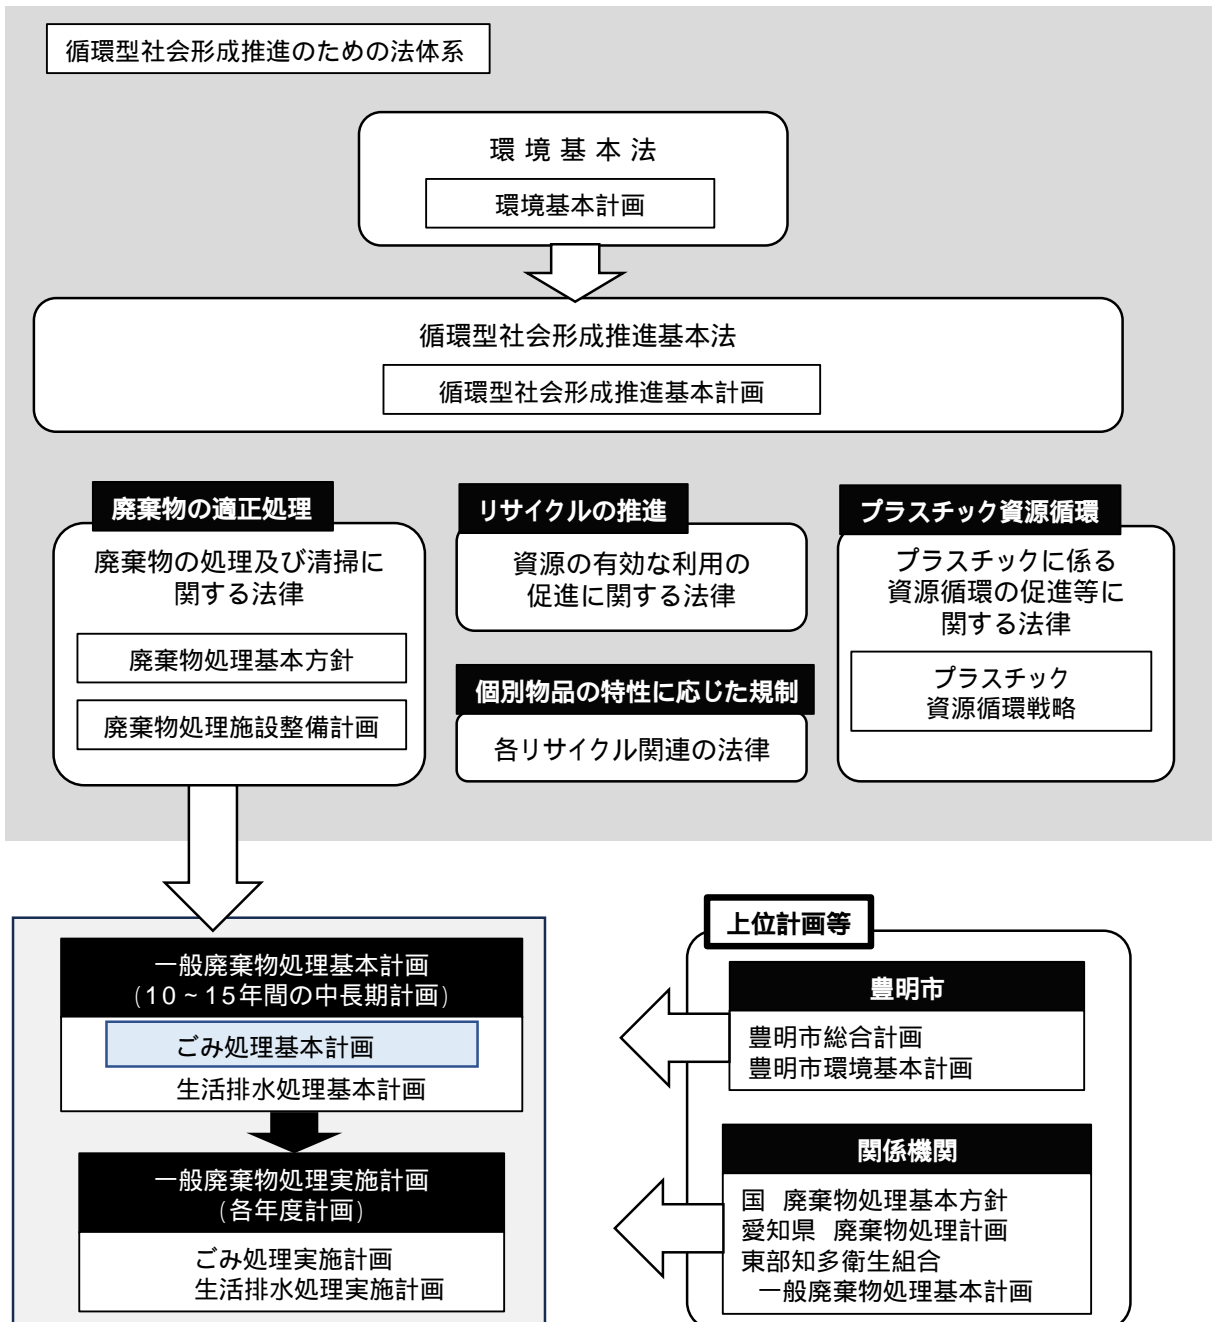 循環型社会形成推進のための法体系
環境基本法
環境基本計画
循環型社会形成推進基本法
循環型社会形成推進基本計画
廃棄物の適正処理
廃棄物の処理及び清掃に
関する法律
廃棄物処理基本方針
廃棄物処理施設整備計画
リサイクルの推進
資源の有効な利用の
促進に関する法律
個別物品の特性に応じた規制
各リサイクル関連の法律
プラスチック資源循環
プラスチックに係る
資源循環の促進等に
関する法律
プラスチック
資源循環戦略
一般廃棄物処理基本計画
(10~15年間の中長期計画)
ごみ処理基本計画
生活排水処理基本計画
一般廃棄物処理実施計画
(各年度計画)
ごみ処理実施計画
生活排水処理実施計画
上位計画等
豊明市
豊明市総合計画
豊明市環境基本計画
関係機関
国 廃棄物処理基本方針
愛知県 廃棄物処理計画
東部知多衛生組合
一般廃棄物処理基本計画